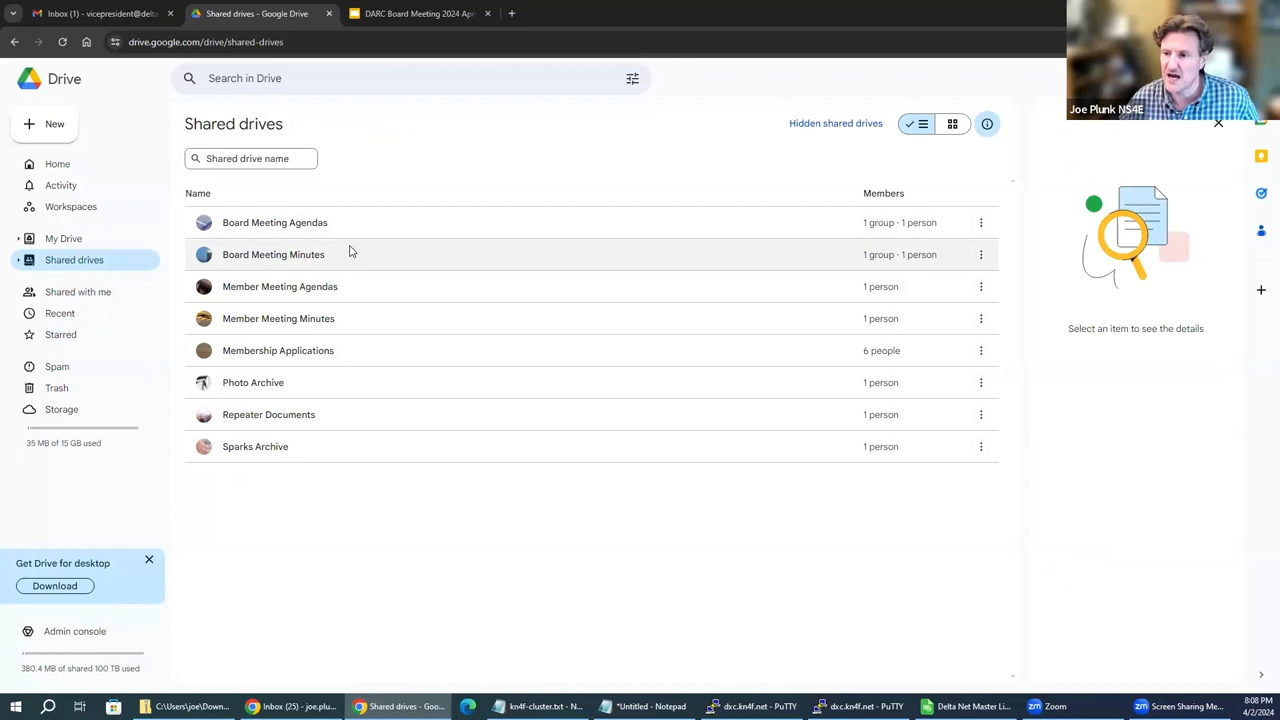 Inbox (1) - vicepresident@delta
Shared drives - Google Drive
DARC Board Meeting 2024 Apr
drive.google.com/drive/shared-drives
Joe Plunk NS4E
Drive
Search in Drive
New
Shared drives
Hidden shared drives
Shared drive name
Home
Activity
Workspaces
My Drive
Shared drives
Shared with me
Recent
Starred
Spam
Trash
Storage
35 MB of 15 GB used
Name Members
Board Meeting Agendas 1 group · 1 person
Board Meeting Minutes 1 group · 1 person
Member Meeting Agendas 1 person
Member Meeting Minutes 1 person
Membership Applications 6 people
Photo Archive 1 person
Repeater Documents 1 person
Sparks Archive 1 person
Select an item to see the details
Get Drive for desktop
Download
Admin console
380.4 MB of shared 100 TB used
C:\Users\joe\Down...
Inbox (25) - joe.plu...
Shared drives - Goo...
kn4f-cluster.txt - N...
*Untitled - Notepad
dxc.kn4f.net - PuTTY
dxc.kn4f.net - PuTTY
Delta Net Master Li...
Zoom
Screen Sharing Me...
8:08 PM
4/2/2024